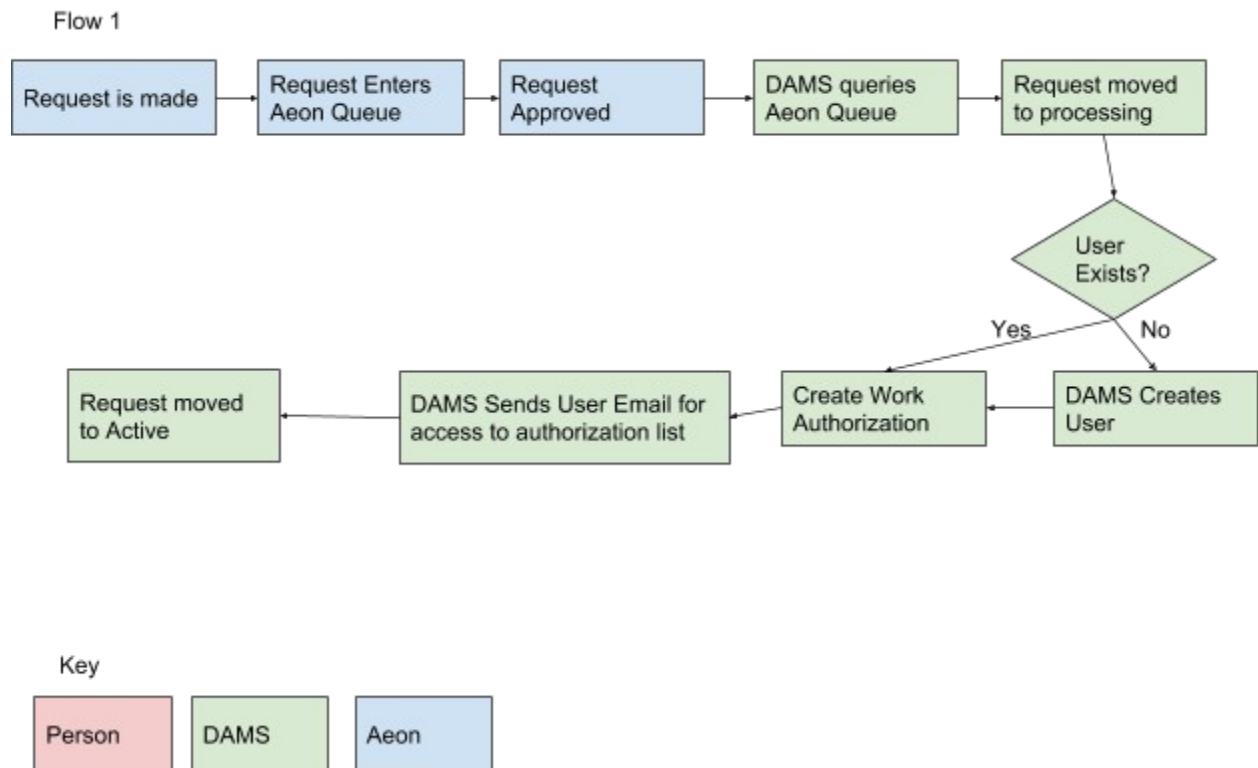 Flow 1
Request is made
Request Enters
Aeon Queue
Request
Approved
DAMS queries
Aeon Queue
Request moved
to processing
User
Exists?
Yes
No
DAMS Creates
User
Create Work
Authorization
DAMS Sends User Email for
access to authorization list
Request moved
to Active
Key
Person
DAMS
Aeon